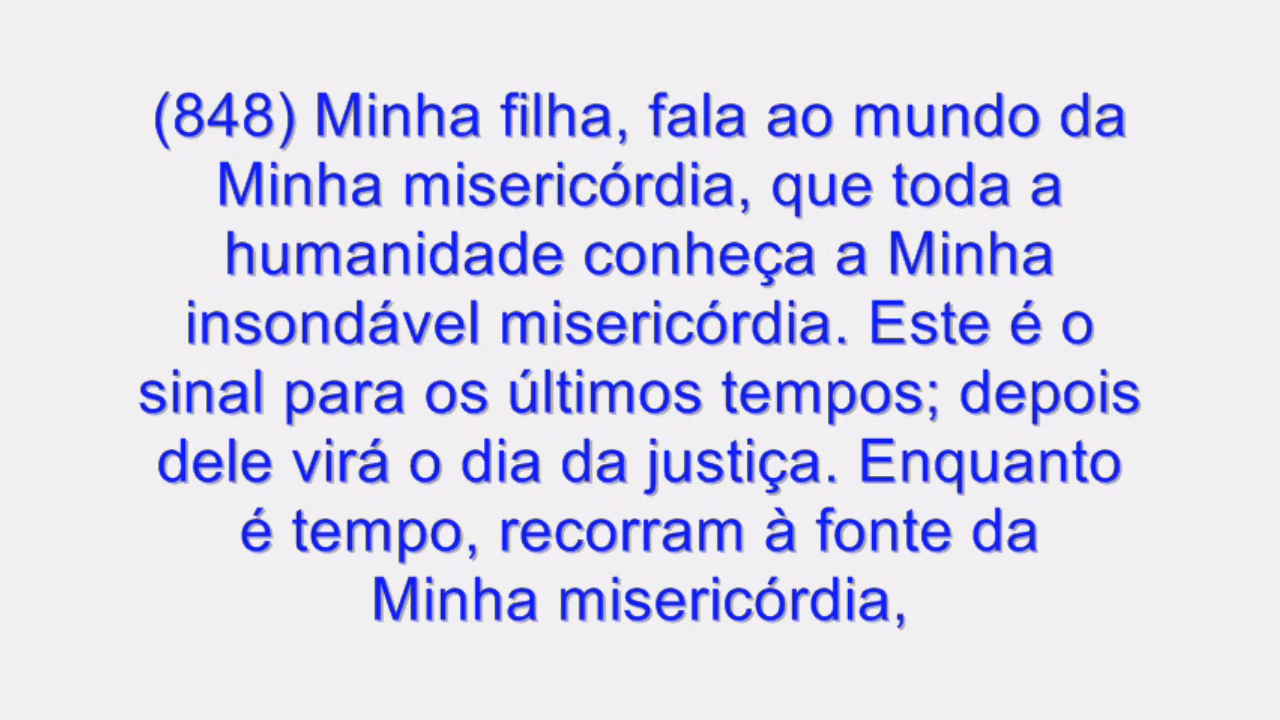 (848) Minha filha, fala ao mundo da
Minha misericórdia, que toda a
humanidade conheça a Minha
insondável misericórdia. Este é o
sinal para os últimos tempos; depois
dele virá o dia da justiça. Enquanto
é tempo, recorram à fonte da
Minha misericórdia,